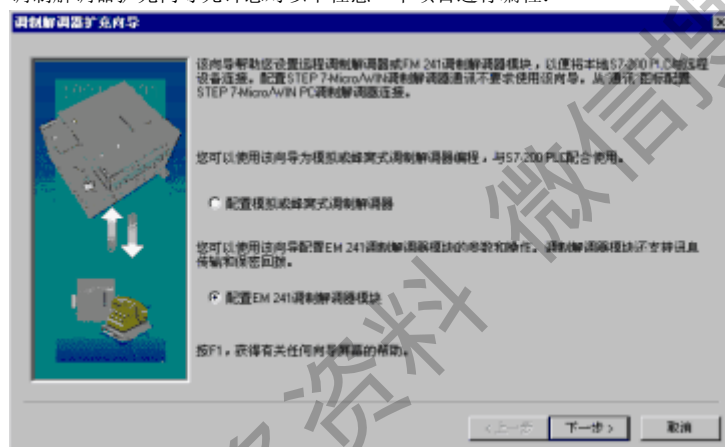 调制解调器扩充向导
该向导帮助您设置远程调制解调器或EM 241调制解调器模块，以便将本地S7-200 PLC与远程
设备连接。配置STEP 7-Micro/WIN调制解调器通讯不要求使用该向导。从"通讯"图标配置
STEP 7-Micro/WIN PC调制解调器连接。
您可以使用该向导为模拟或蜂窝式调制解调器编程，与S7-200 PLC配合使用。
配置模拟或蜂窝式调制解调器
您可以使用该向导配置EM 241调制解调器模块的参数和操作。调制解调器模块还支持讯息
传输和保密回拨。
配置EM 241调制解调器模块
按F1，获得有关任何向导屏幕的帮助。
<上一步 下一步> 取消